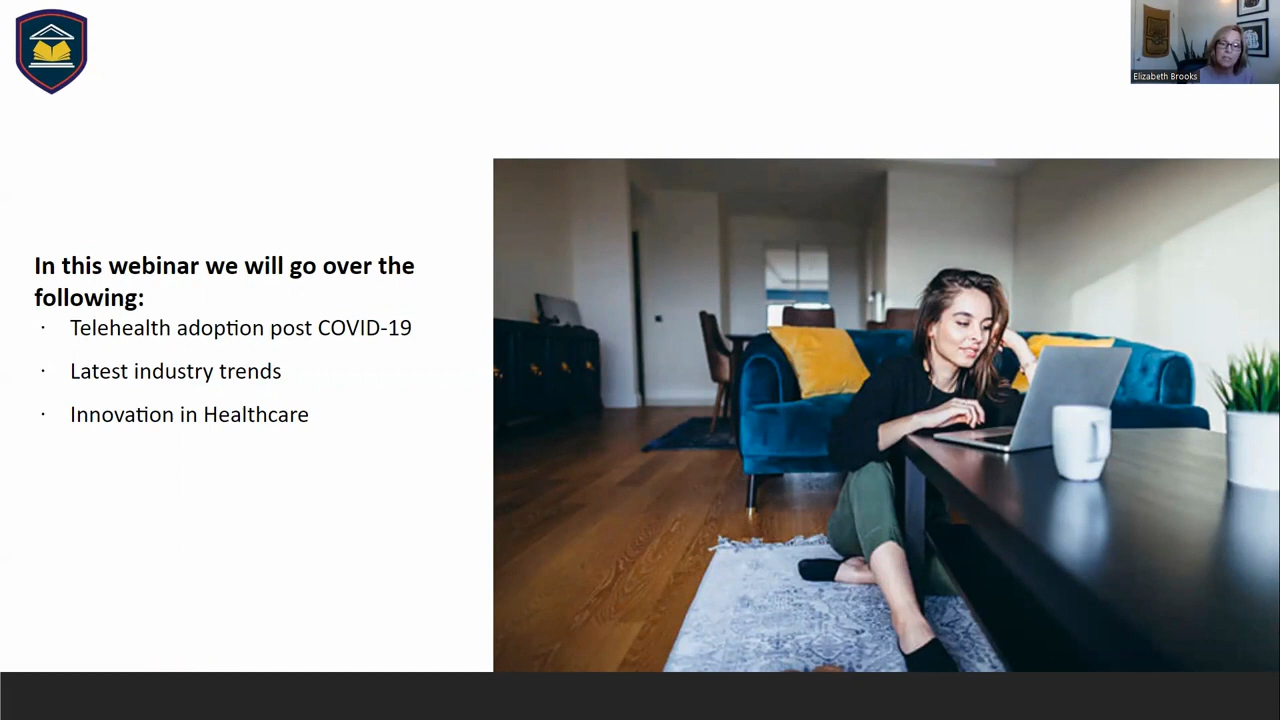 Elizabeth Brooks
In this webinar we will go over the
following:
· Telehealth adoption post COVID-19
· Latest industry trends
· Innovation in Healthcare